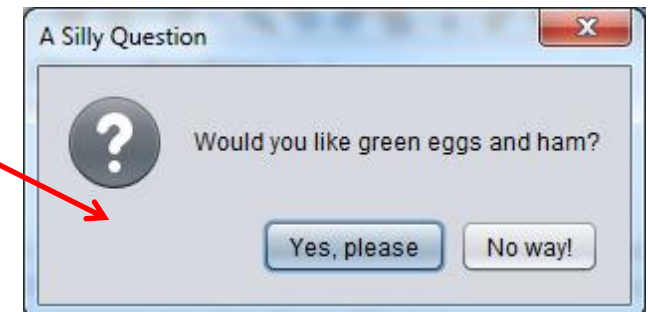 A Silly Question
?
Would you like green eggs and ham?
Yes, please
No way!